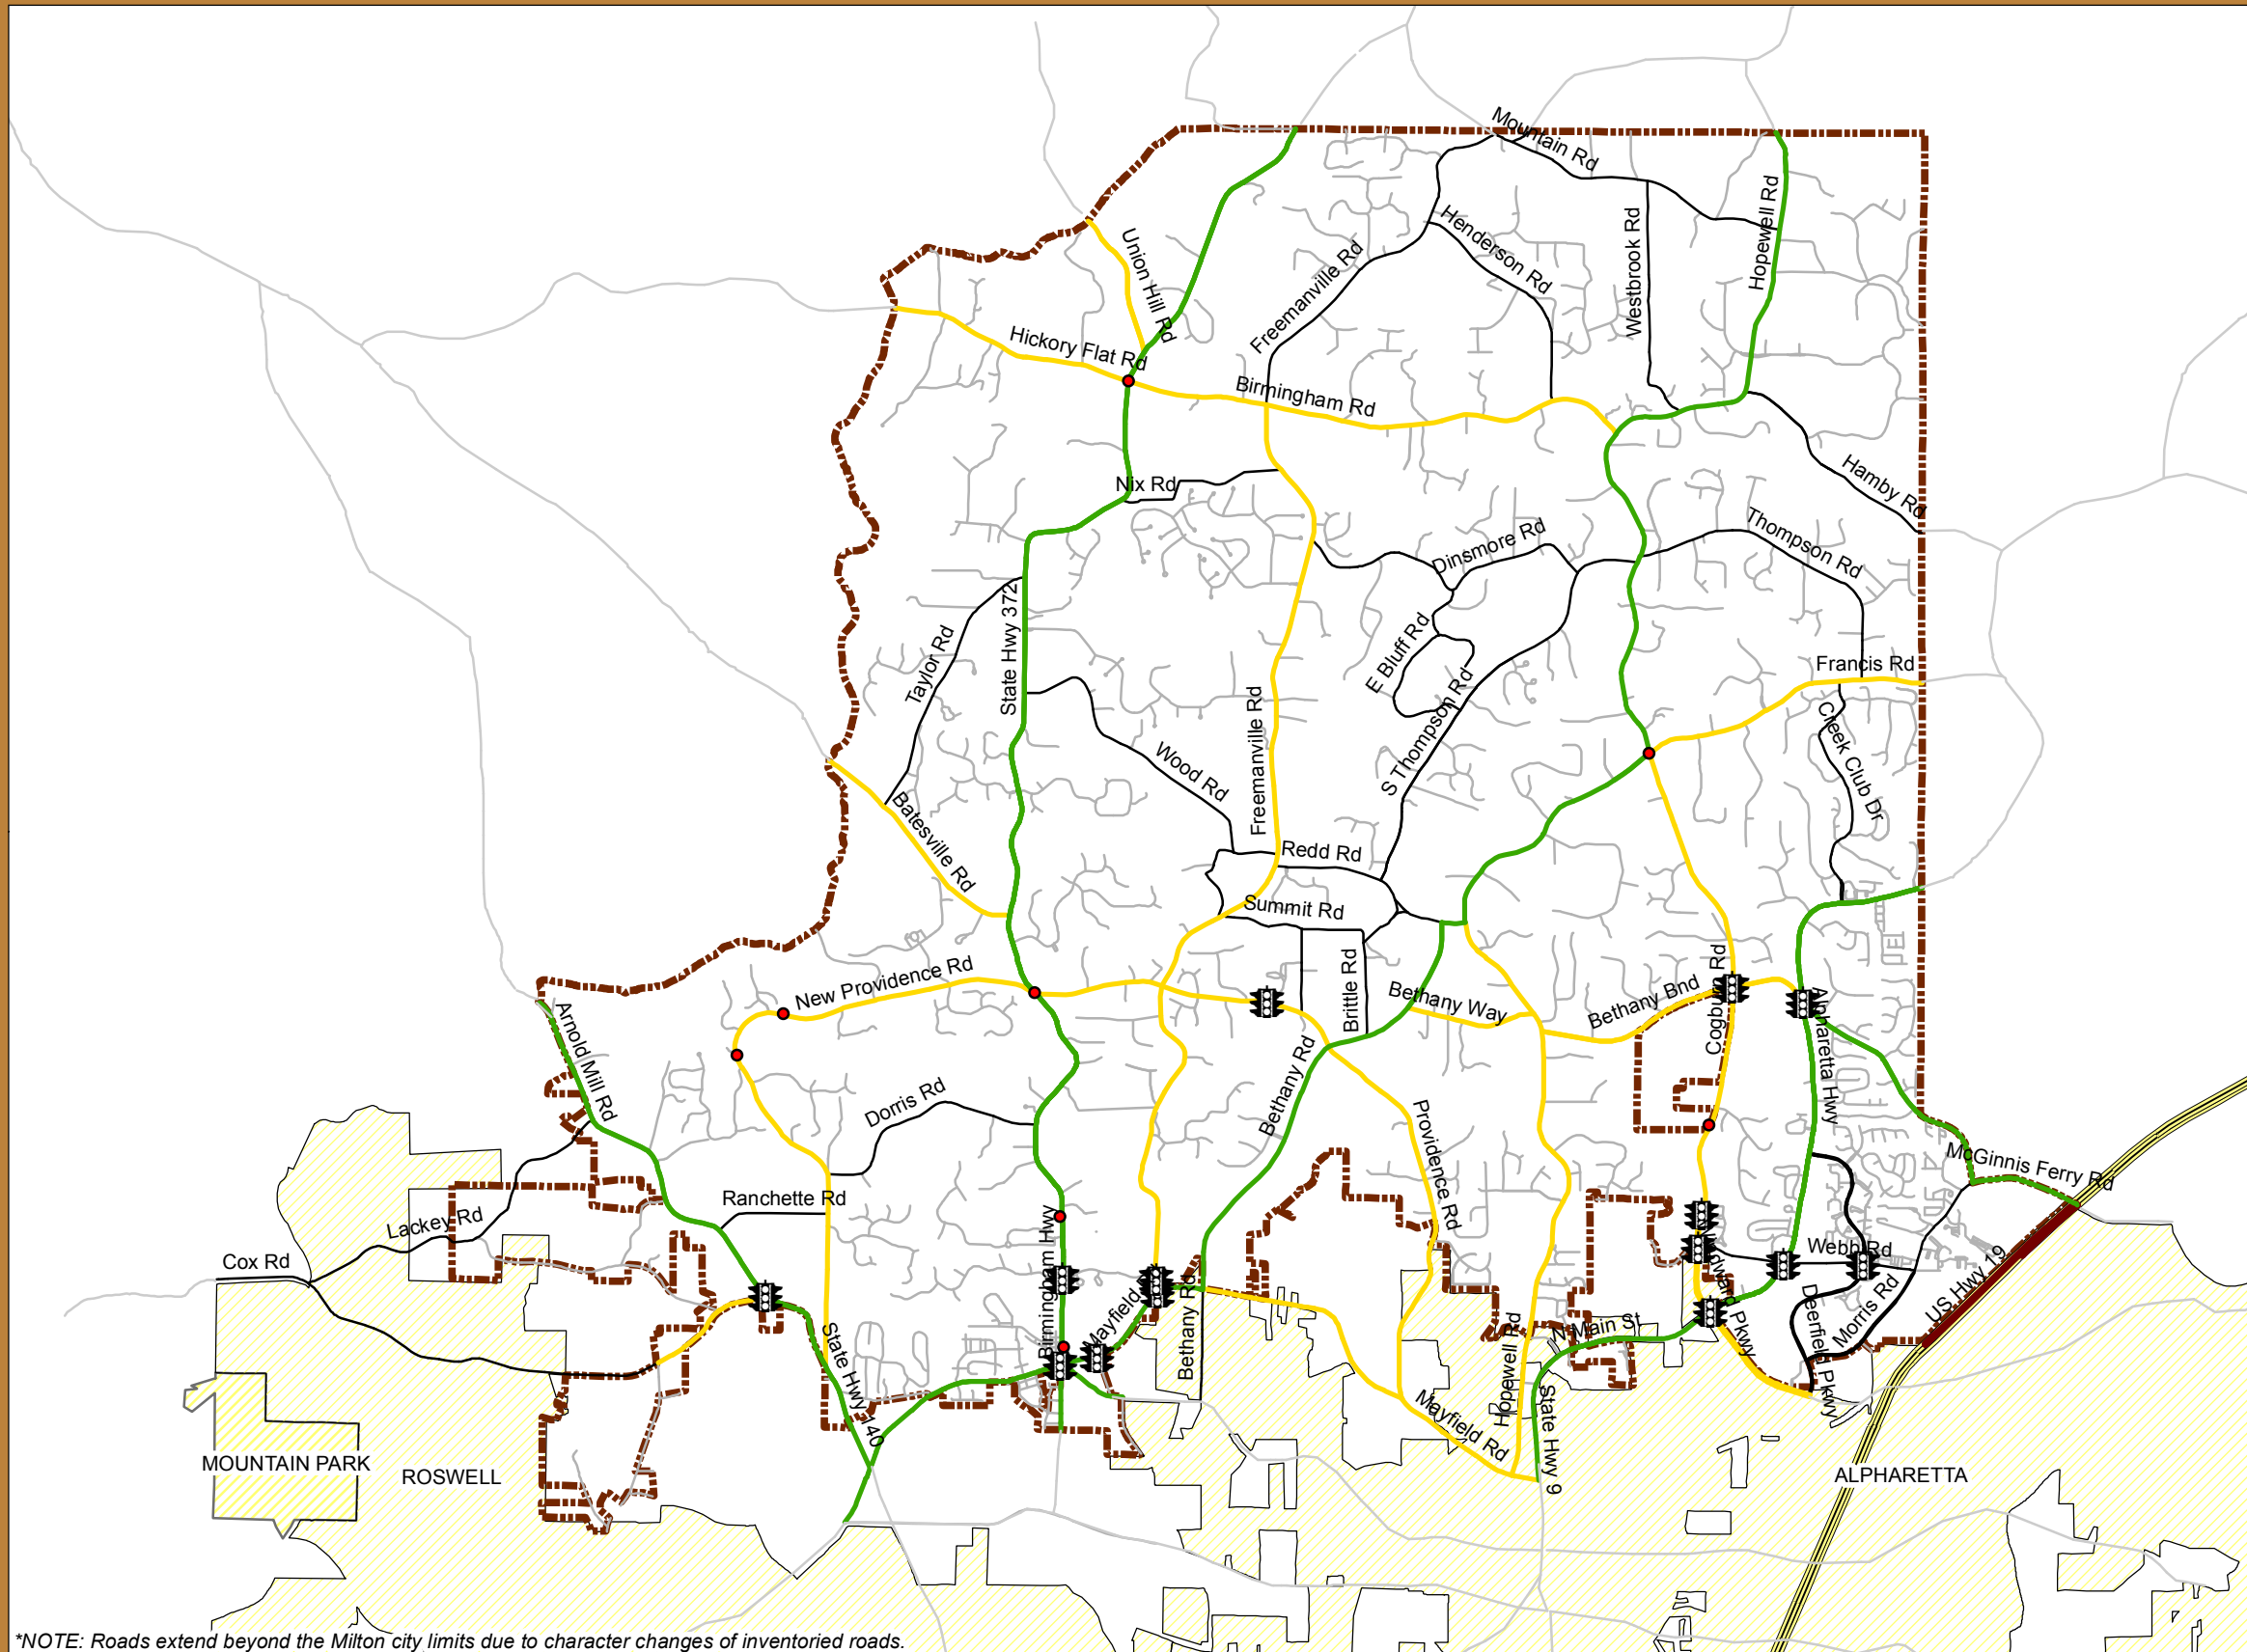 Mountain Rd
Hopewell Rd
Henderson Rd
Westbrook Rd
Union Hill Rd
Freemanville Rd
Hickory Flat Rd
Birmingham Rd
Nix Rd
Hamby Rd
Thompson Rd
Dinsmore Rd
State Hwy 372
Taylor Rd
E Bluff Rd
Francis Rd
S Thompson Rd
Freemanville Rd
Creek Club Dr
Wood Rd
Batesville Rd
Redd Rd
Summit Rd
New Providence Rd
Brittle Rd
Bethany Way
Bethany Bnd
Cogburn Rd
Alpharetta Hwy
Arnold Mill Rd
Bethany Rd
Dorris Rd
Providence Rd
McGinnis Ferry Rd
Ranchette Rd
Lackey Rd
Birmingham Hwy
Cox Rd
Webb Rd
US Hwy 19
Windward Pkwy
Deerfield Pkwy
Morris Rd
Mayfield
Bethany Rd
N Main St
Hopewell Rd
State Hwy 140
State Hwy 9
Mayfield Rd
MOUNTAIN PARK
ROSWELL
ALPHARETTA
*NOTE: Roads extend beyond the Milton city limits due to character changes of inventoried roads.